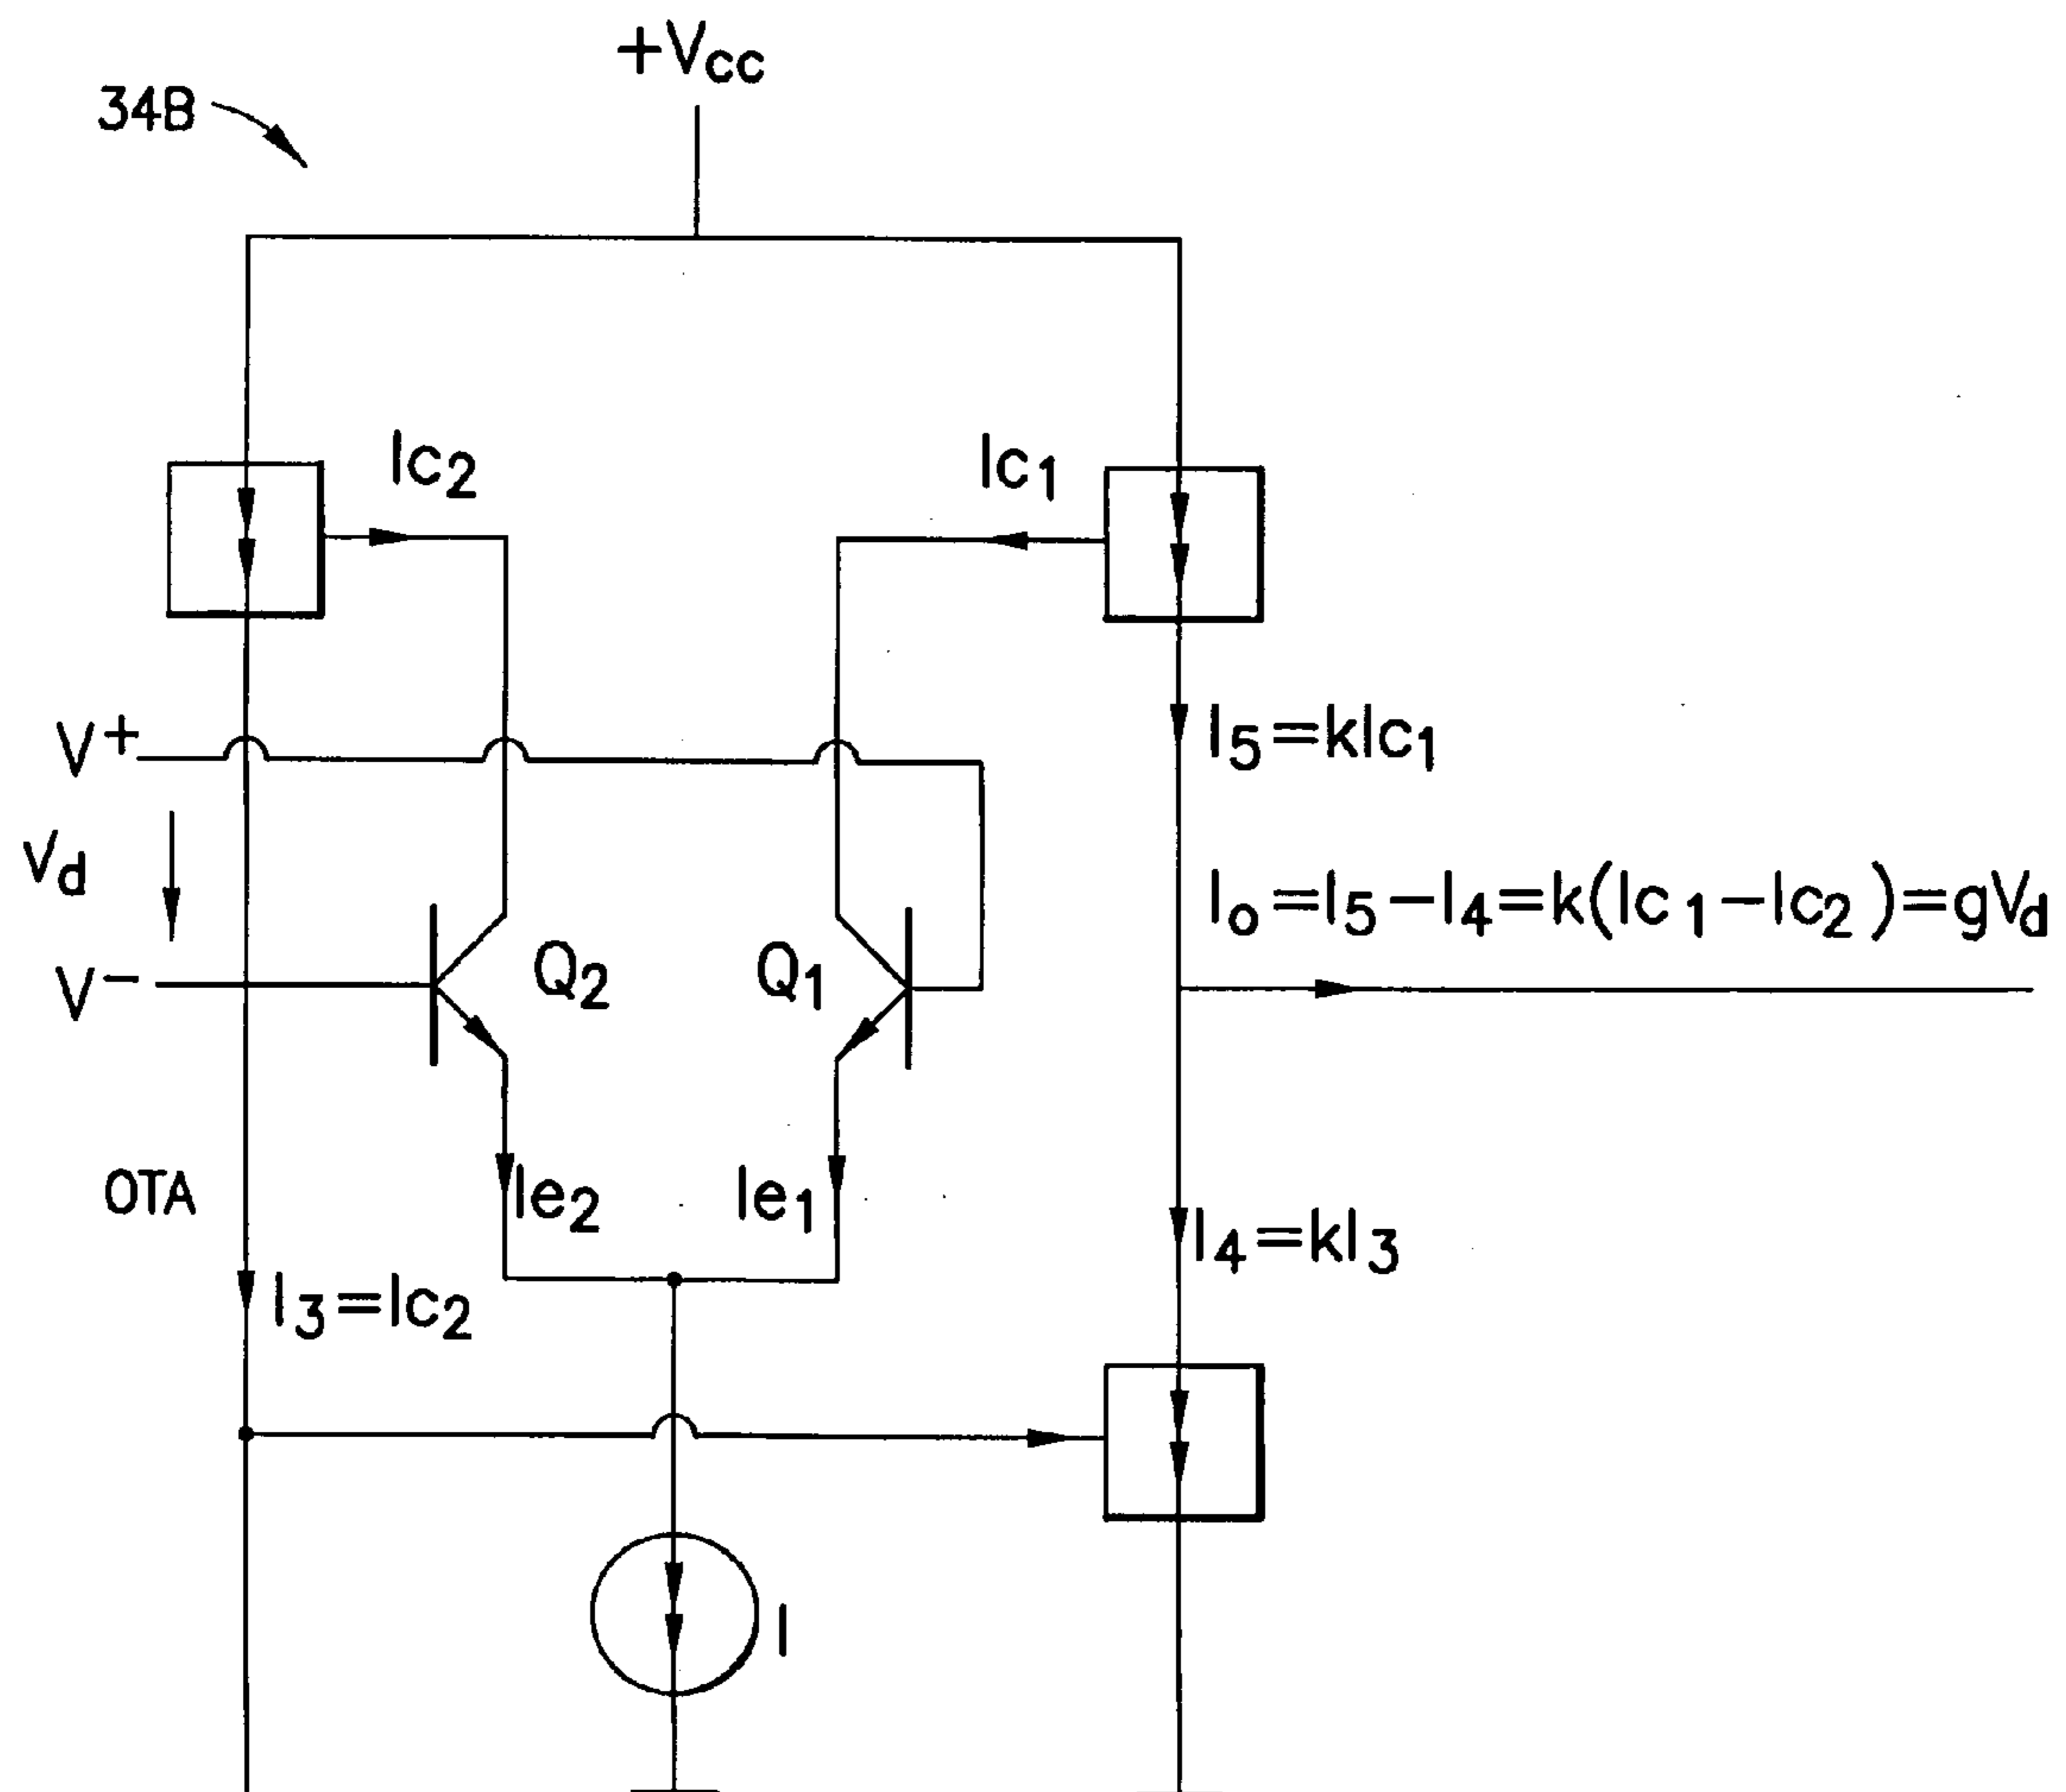 +Vcc
34B
Ic2
Ic1
V+
I5=kIc1
Vd
Io=I5-I4=k(Ic1-Ic2)=gVd
V-
Q2
Q1
OTA
Ie2
Ie1
I4=kI3
I3=Ic2
I